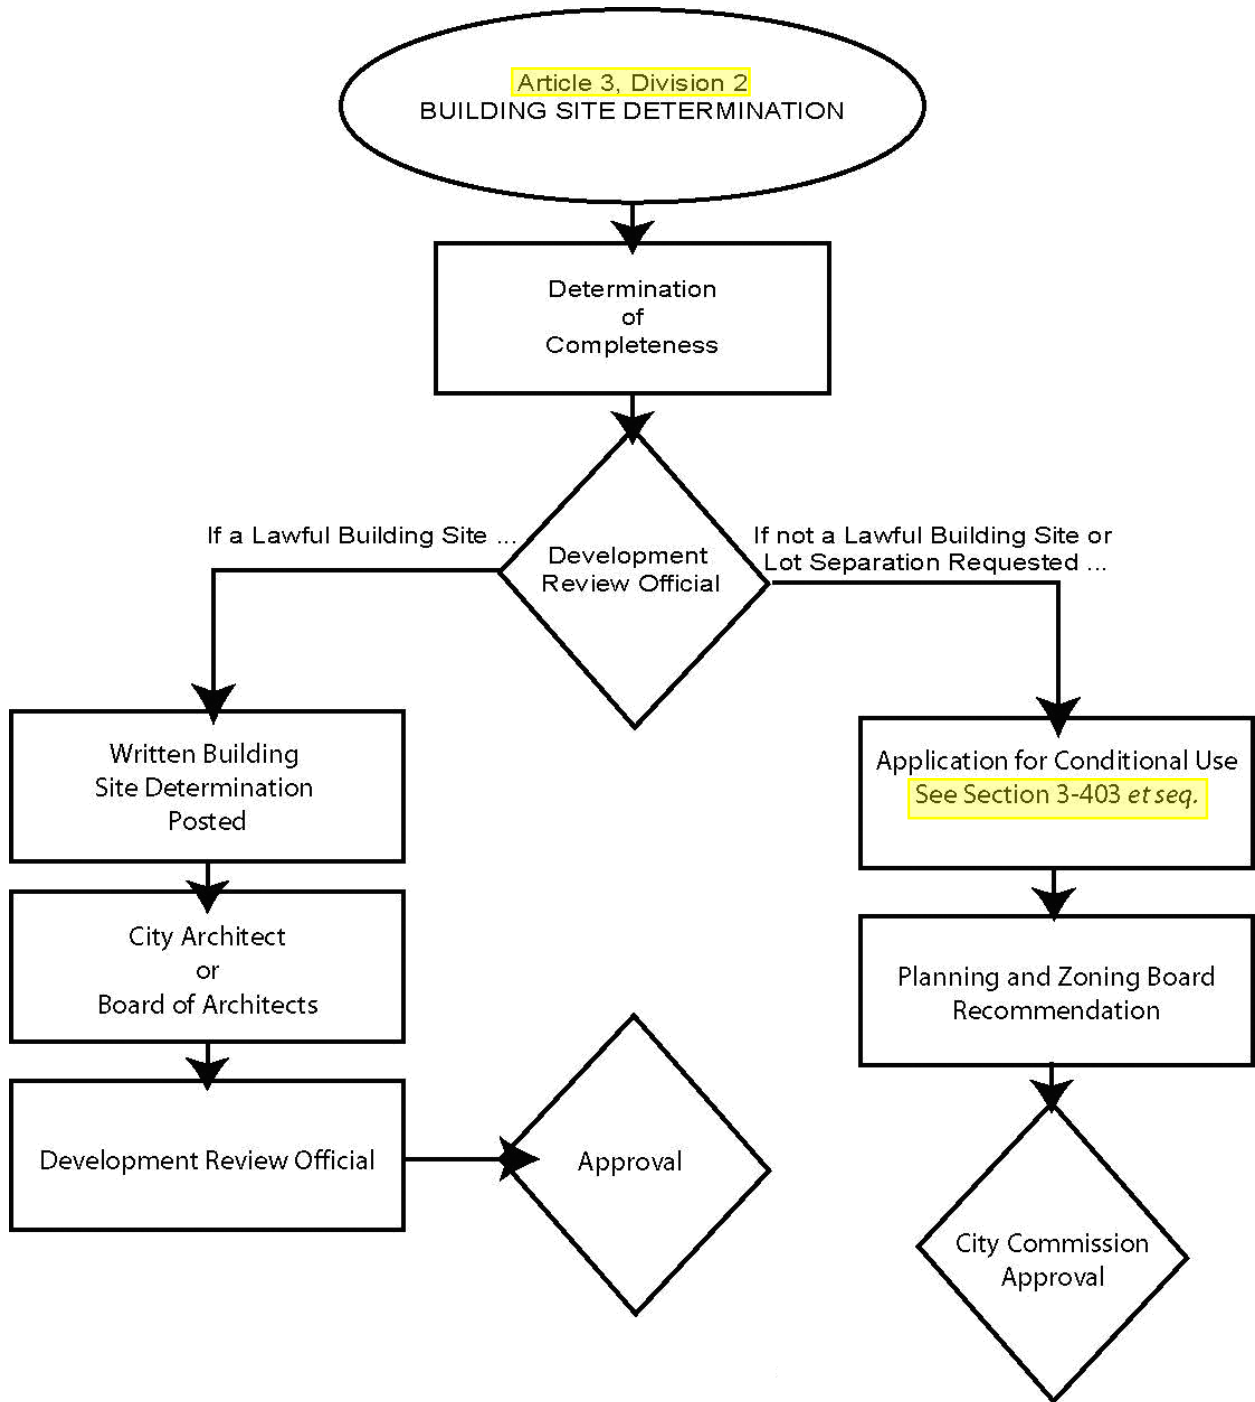 Article 3, Division 2
BUILDING SITE DETERMINATION
Determination
of
Completeness
If a Lawful Building Site ...
Development
Review Official
If not a Lawful Building Site or
Lot Separation Requested ...
Written Building
Site Determination
Posted
Application for Conditional Use
See Section 3-403 et seq.
City Architect
or
Board of Architects
Planning and Zoning Board
Recommendation
Development Review Official
Approval
City Commission
Approval